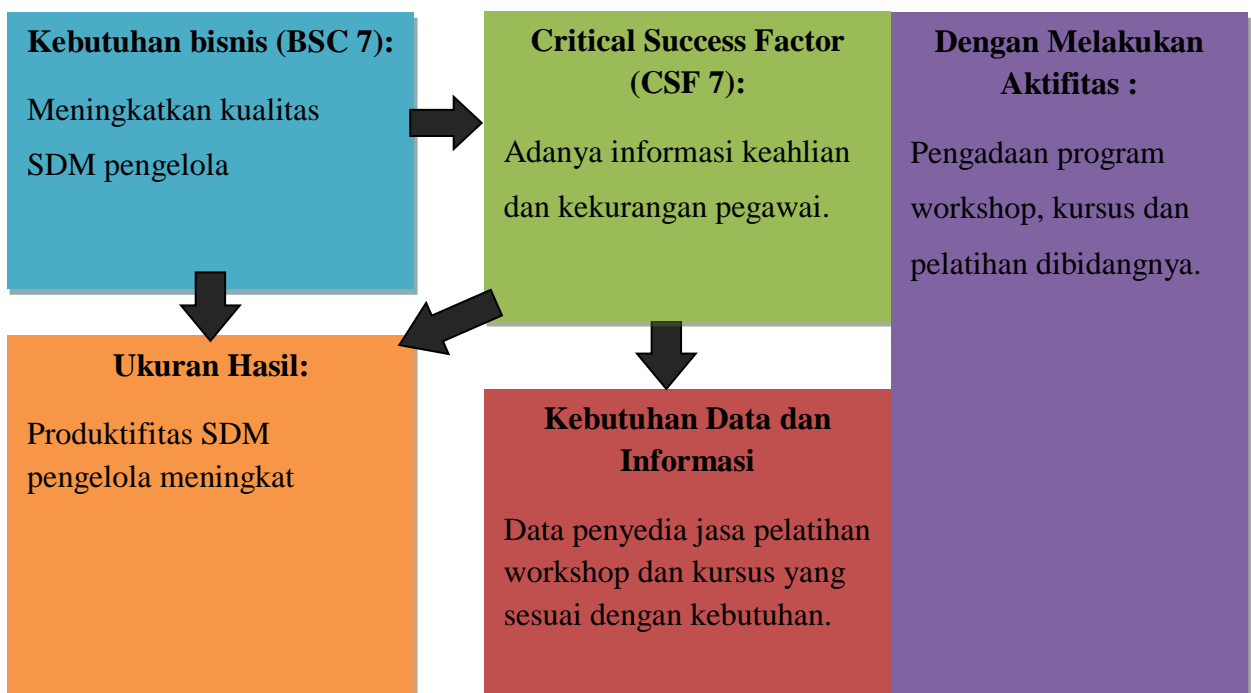 Kebutuhan bisnis (BSC 7):
Meningkatkan kualitas
SDM pengelola
Critical Success Factor
(CSF 7):
Adanya informasi keahlian
dan kekurangan pegawai.
Dengan Melakukan
Aktifitas :
Pengadaan program
workshop, kursus dan
pelatihan dibidangnya.
Ukuran Hasil:
Produktifitas SDM
pengelola meningkat
Kebutuhan Data dan
Informasi
Data penyedia jasa pelatihan
workshop dan kursus yang
sesuai dengan kebutuhan.